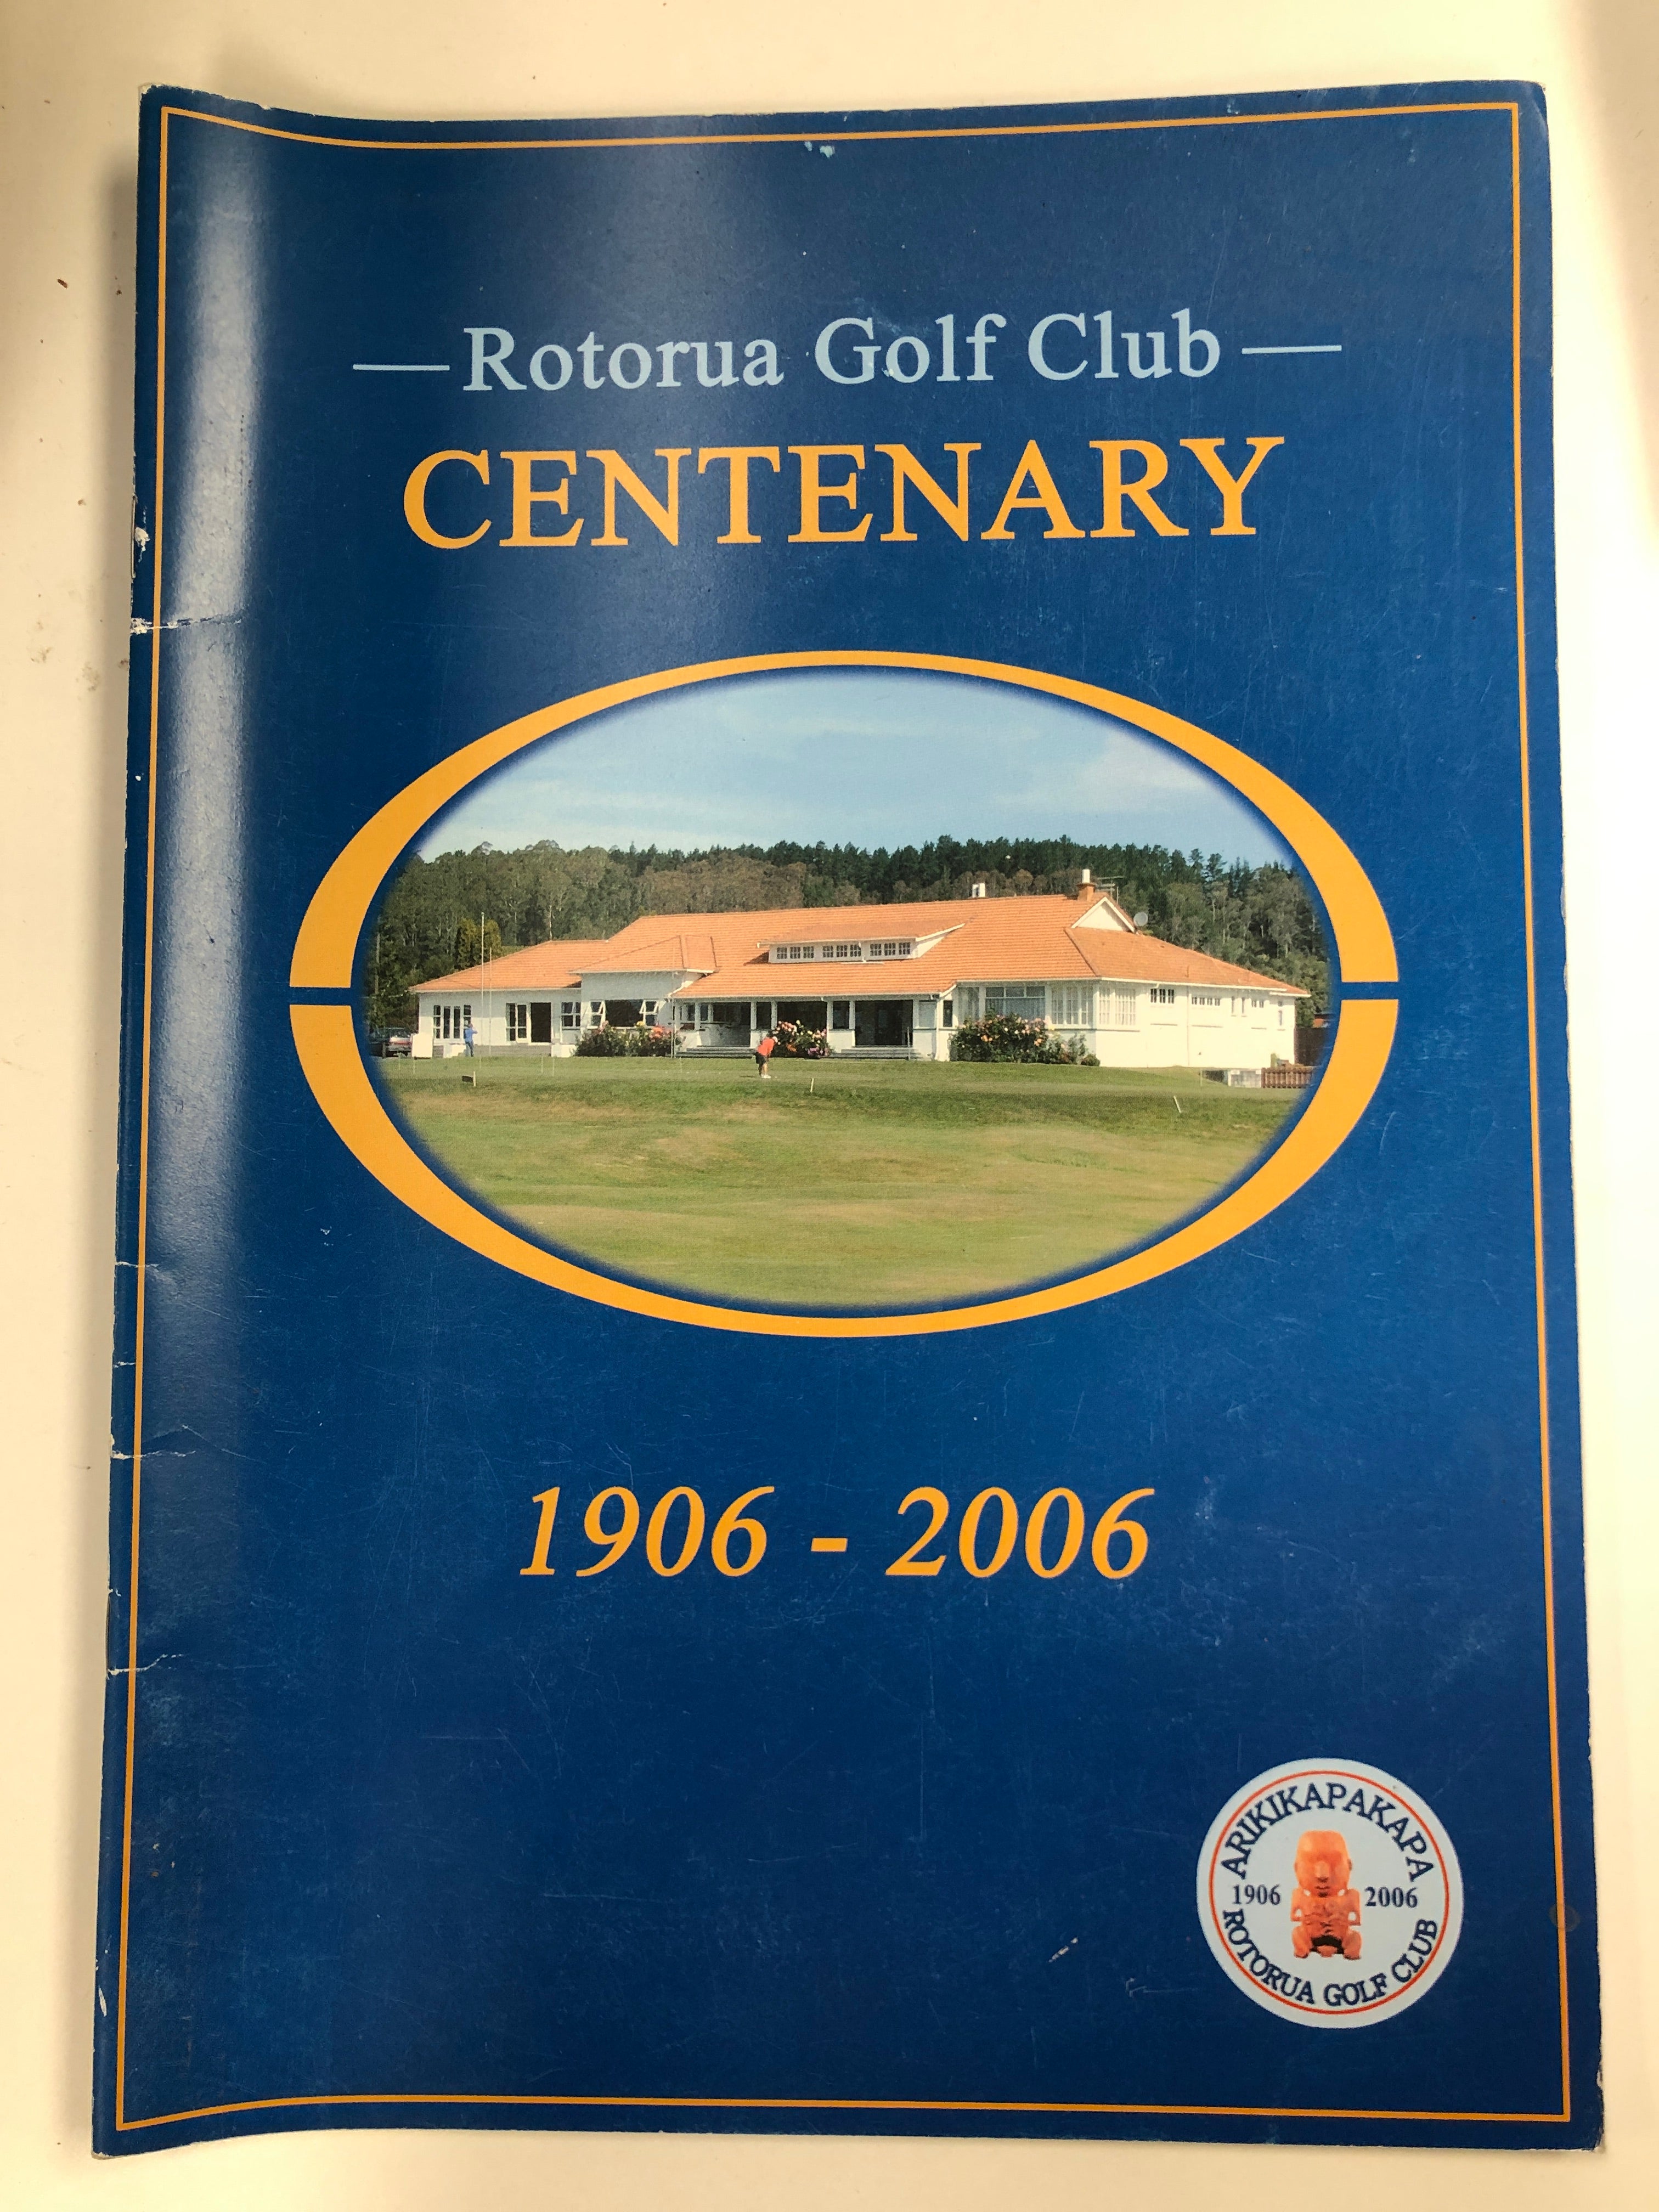 Rotorua Golf Club
CENTENARY
1906 - 2006
ARIKIKAPAKAPA
1906 2006
ROTORUA GOLF CLUB